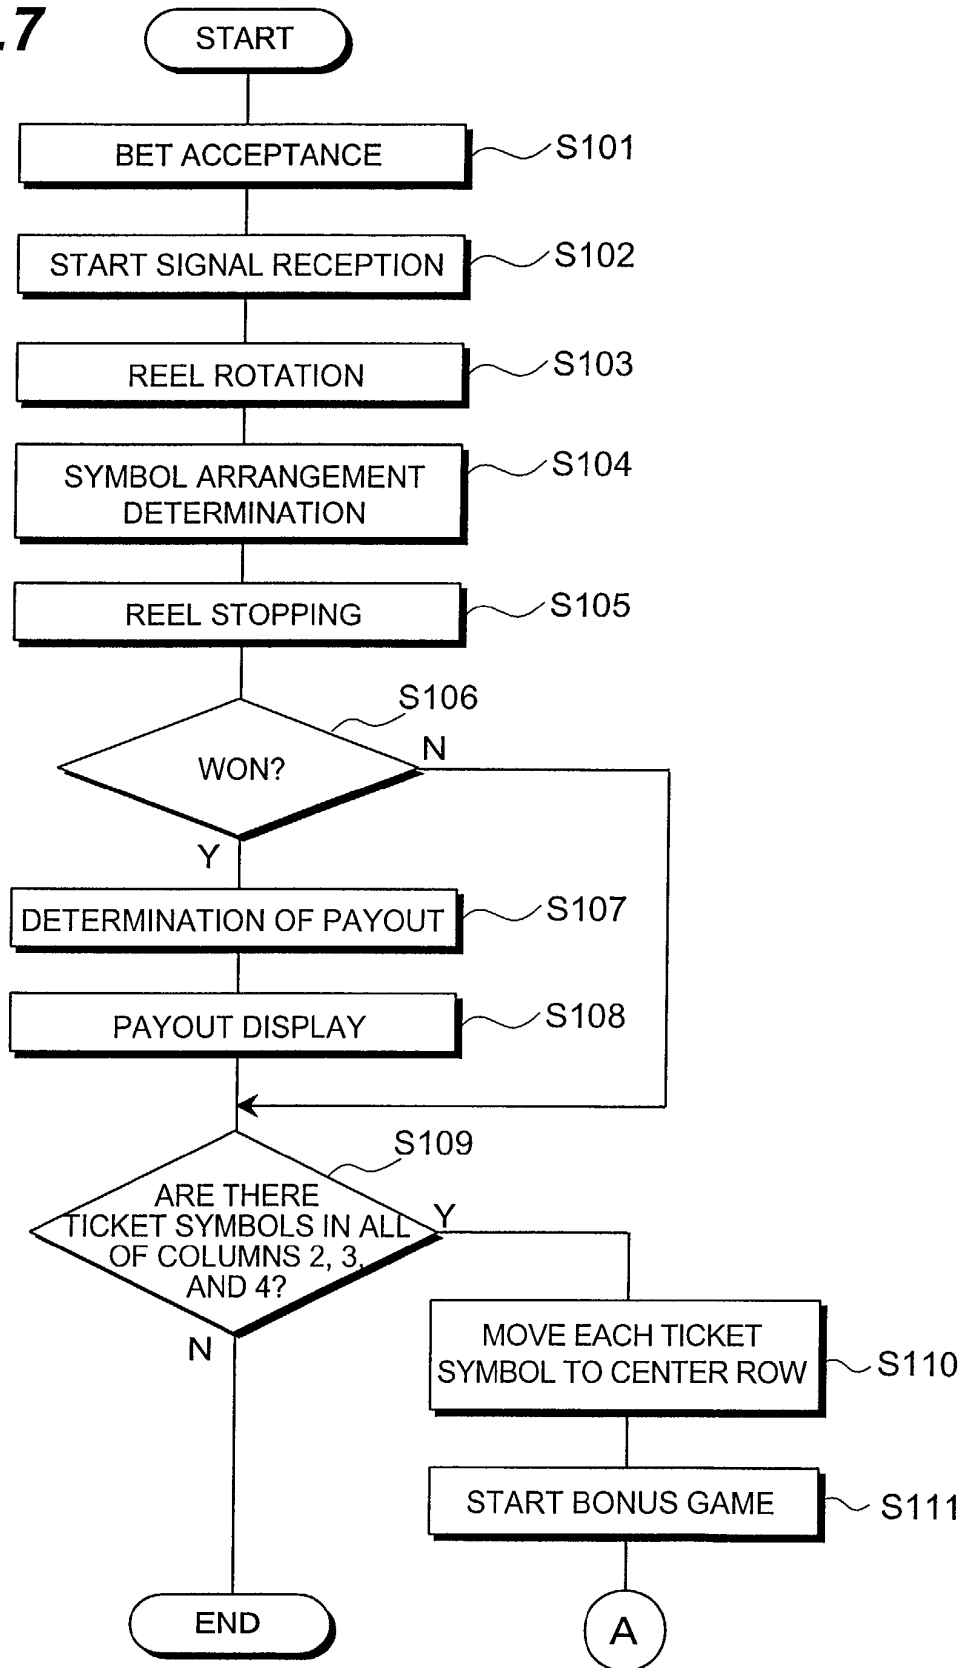 .7
START
BET ACCEPTANCE
S101
START SIGNAL RECEPTION
S102
REEL ROTATION
S103
SYMBOL ARRANGEMENT
DETERMINATION
S104
REEL STOPPING
S105
S106
WON?
N
Y
DETERMINATION OF PAYOUT
S107
PAYOUT DISPLAY
S108
S109
ARE THERE
TICKET SYMBOLS IN ALL
OF COLUMNS 2, 3,
AND 4?
Y
N
MOVE EACH TICKET
SYMBOL TO CENTER ROW
S110
START BONUS GAME
S111
END
A